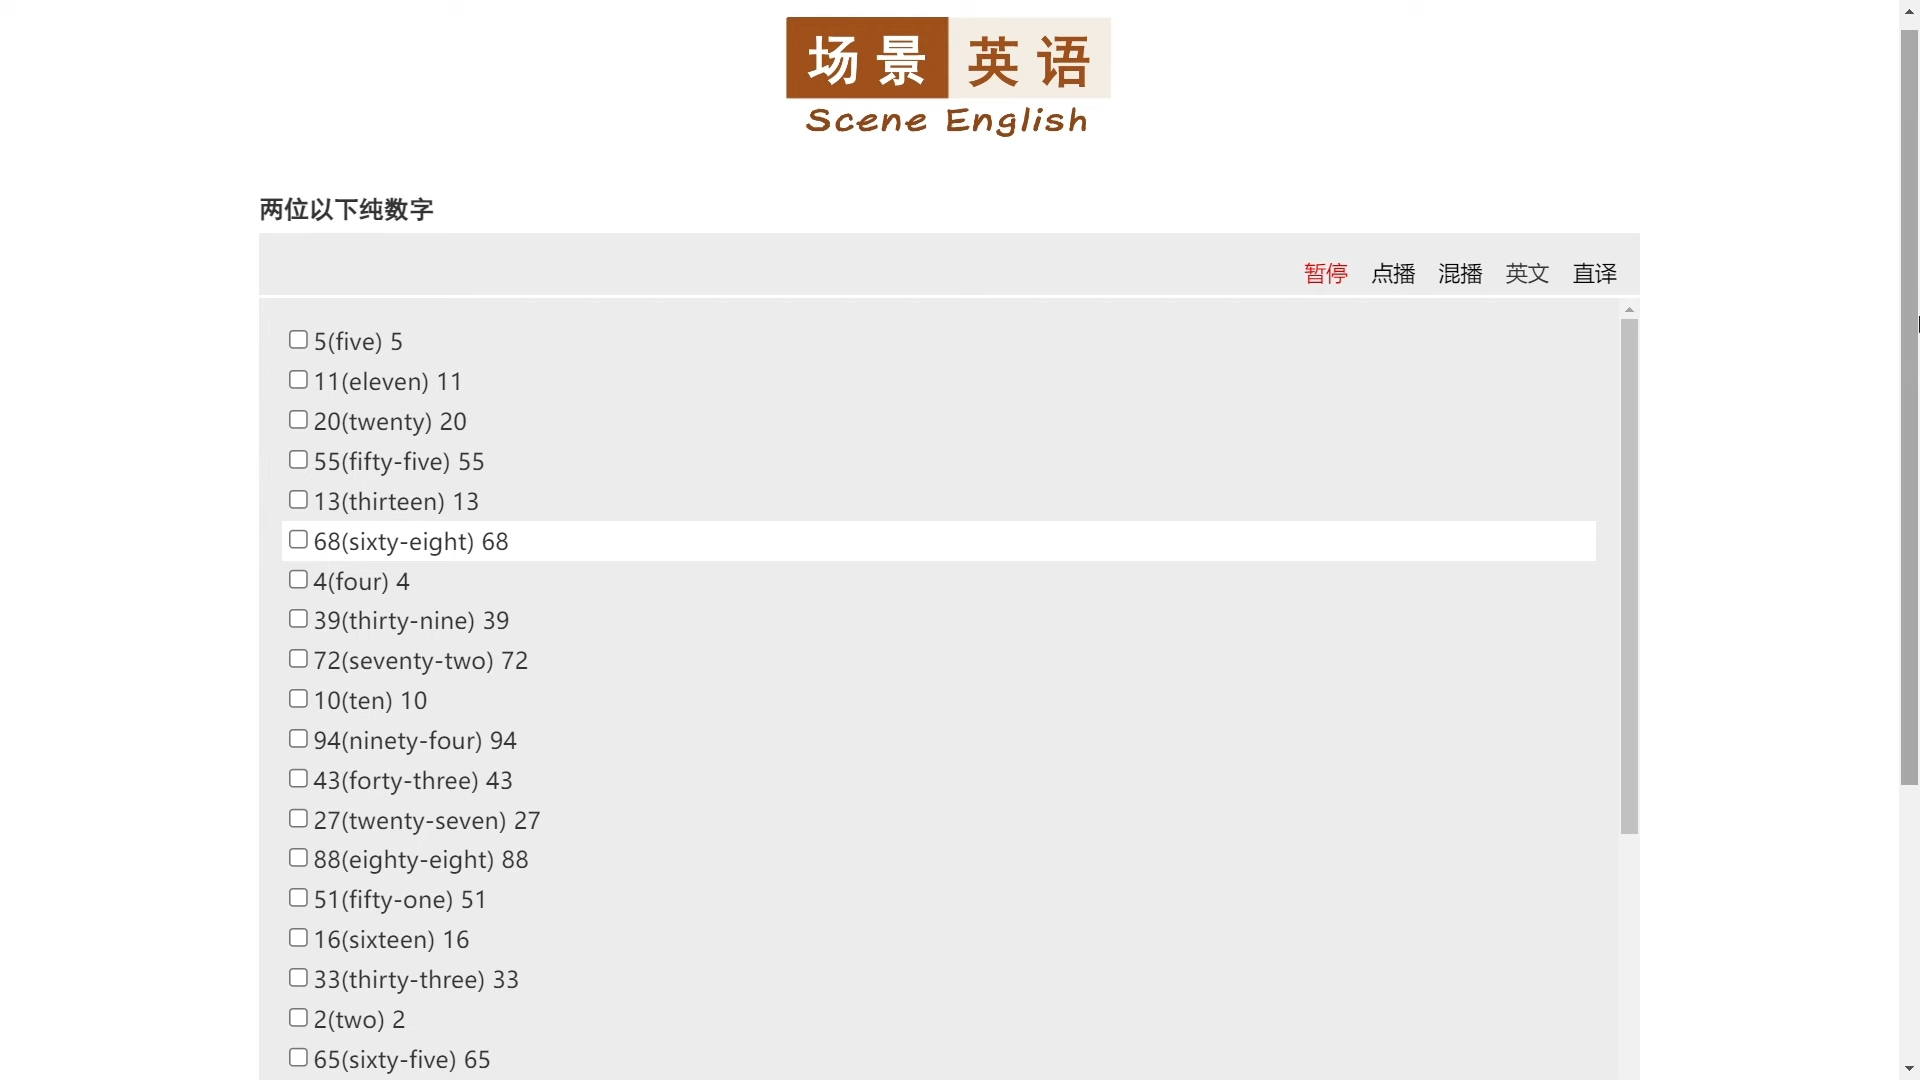 场景英语
Scene English
两位以下纯数字
暂停 点播 混播 英文 直译
5(five) 5
11(eleven) 11
20(twenty) 20
55(fifty-five) 55
13(thirteen) 13
68(sixty-eight) 68
4(four) 4
39(thirty-nine) 39
72(seventy-two) 72
10(ten) 10
94(ninety-four) 94
43(forty-three) 43
27(twenty-seven) 27
88(eighty-eight) 88
51(fifty-one) 51
16(sixteen) 16
33(thirty-three) 33
2(two) 2
65(sixty-five) 65